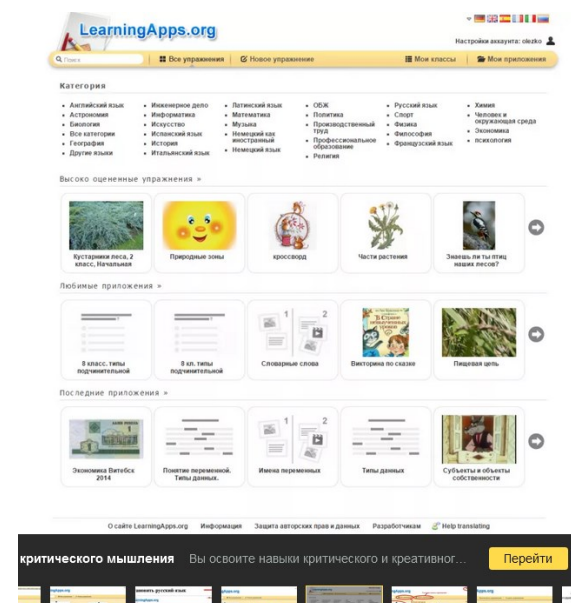 LearningApps.org
Настройки аккаунта: olezko
Поиск
Все упражнения
Новое упражнение
Мои классы
Мои приложения
Категория
Английский язык
Астрономия
Биология
Все категории
География
Другие языки
Инженерное дело
Информатика
Искусство
Испанский язык
История
Итальянский язык
Латинский язык
Математика
Музыка
Немецкий как
иностранный
Немецкий язык
ОБЖ
Политика
Производственный
труд
Профессиональное
образование
Религия
Русский язык
Спорт
Физика
Философия
Французский язык
Химия
Человек и
окружающая среда
Экономика
психология
Высоко оцененные упражнения »
Кустарники леса, 2
класс, Начальная
Природные зоны
кроссворд
Части растения
Знаешь ли ты птиц
наших лесов?
Любимые приложения »
8 класс. типы
подчинительной
8 кл. типы
подчинительной
1 2
Словарные слова
Викторина по сказке
Пищевая цепь
Последние приложения »
Экономика Витебск
2014
Понятие переменной.
Типы данных.
1 2
Имена переменных
Типы данных
Субъекты и объекты
собственности
О сайте LearningApps.org Информация Защита авторских прав и данных Разработчикам Help translating
критического мышления Вы освоите навыки критического и креативног... Перейти